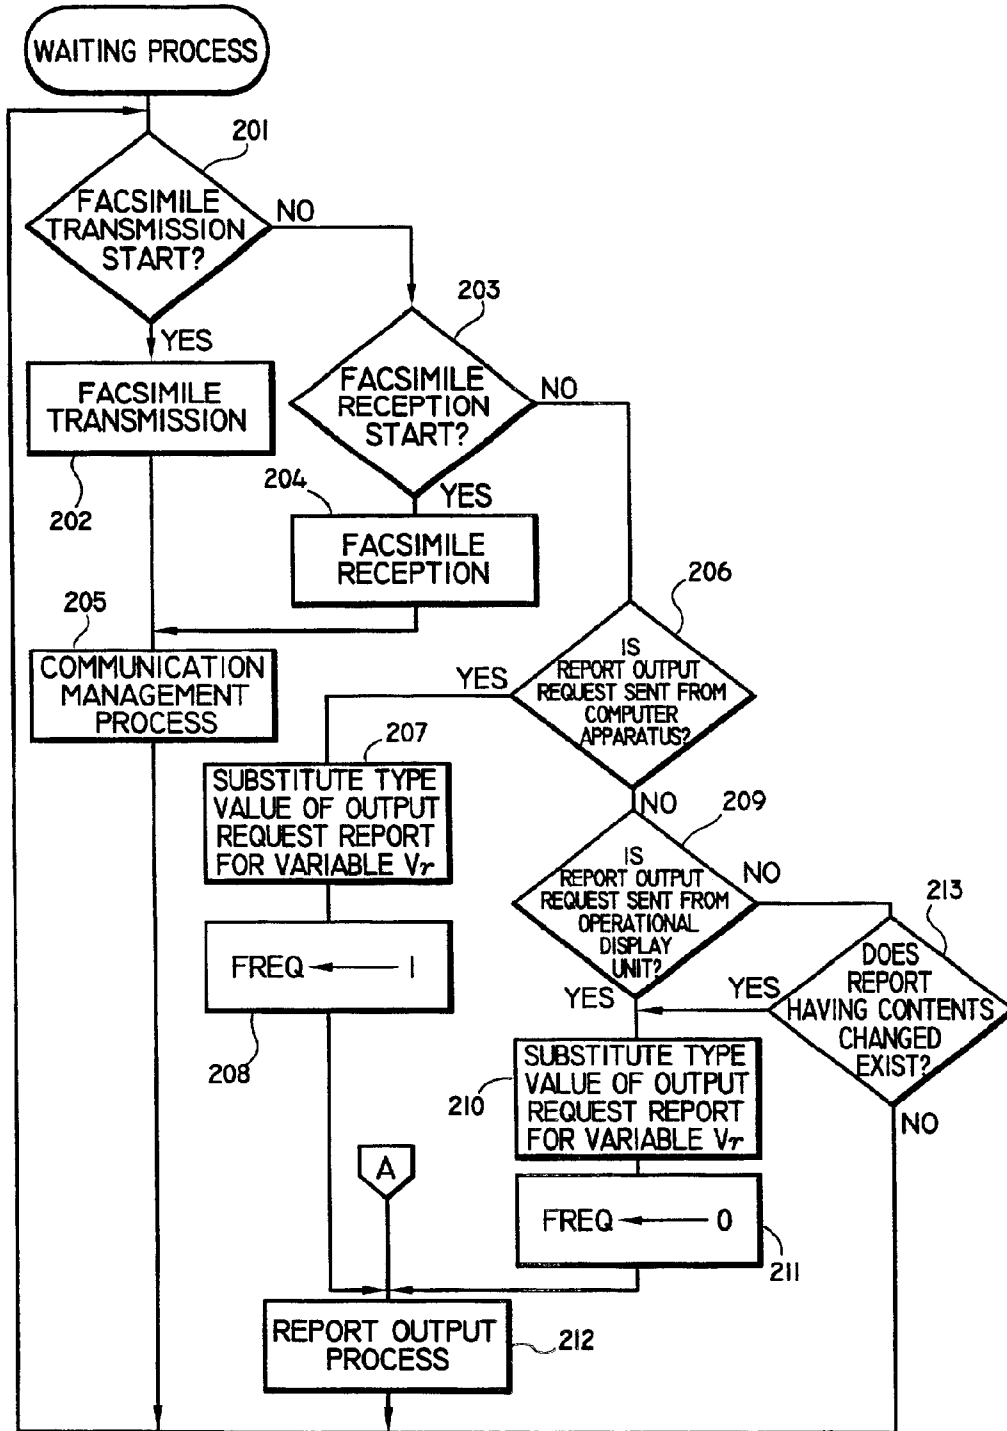 WAITING PROCESS
201
FACSIMILE
TRANSMISSION
START?
NO
YES
203
FACSIMILE
RECEPTION
START?
NO
FACSIMILE
TRANSMISSION
202
204
YES
FACSIMILE
RECEPTION
205
COMMUNICATION
MANAGEMENT
PROCESS
206
IS
REPORT OUTPUT
REQUEST SENT FROM
COMPUTER
APPARATUS?
YES
NO
207
SUBSTITUTE TYPE
VALUE OF OUTPUT
REQUEST REPORT
FOR VARIABLE Vr
209
IS
REPORT OUTPUT
REQUEST SENT FROM
OPERATIONAL
DISPLAY
UNIT?
NO
YES
213
DOES
REPORT
HAVING CONTENTS
CHANGED
EXIST?
YES
NO
FREQ ← 1
208
210
SUBSTITUTE TYPE
VALUE OF OUTPUT
REQUEST REPORT
FOR VARIABLE Vr
A
FREQ ← 0
211
REPORT OUTPUT
PROCESS
212